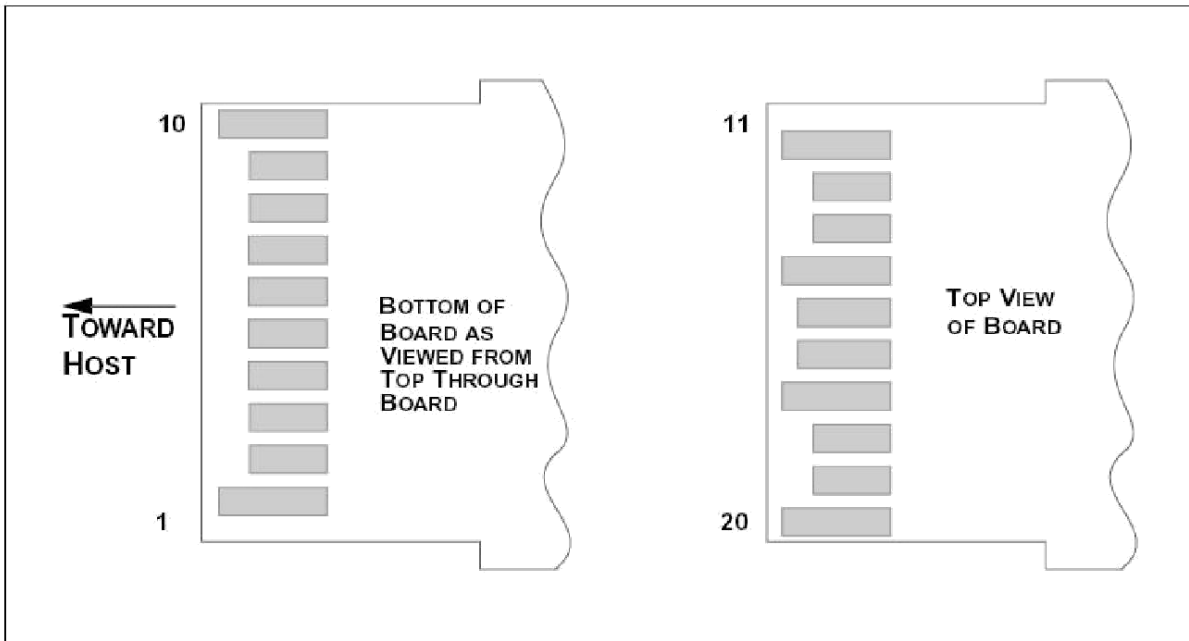 10
1
TOWARD
HOST
BOTTOM OF
BOARD AS
VIEWED FROM
TOP THROUGH
BOARD
11
20
TOP VIEW
OF BOARD